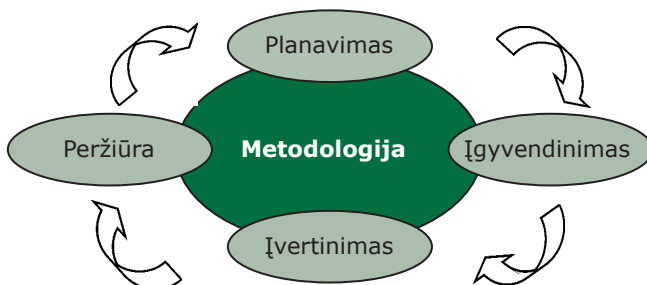 Planavimas
Peržiūra
Metodologija
Įgyvendinimas
Įvertinimas